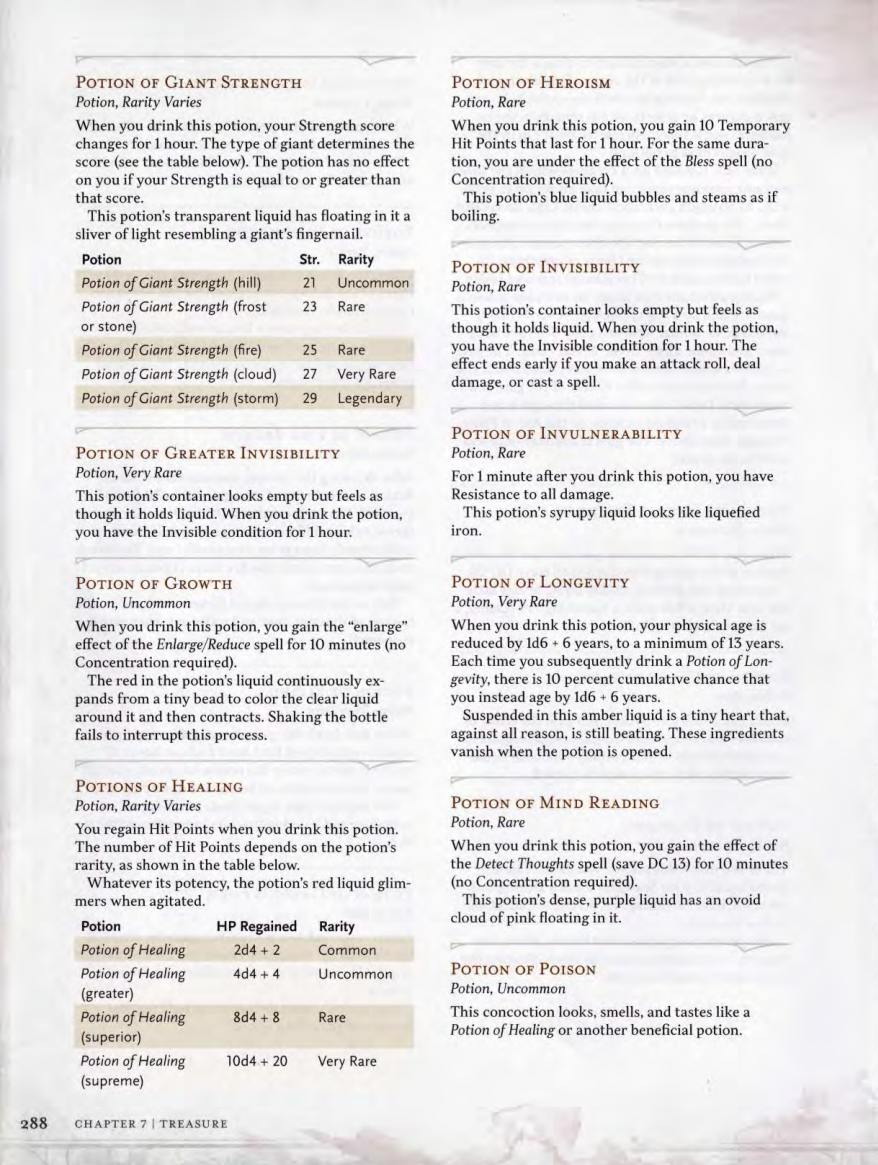 POTION OF GIANT STRENGTH
Potion, Rarity Varies
When you drink this potion, your Strength score
changes for 1 hour. The type of giant determines the
score (see the table below). The potion has no effect
on you if your Strength is equal to or greater than
that score.
This potion's transparent liquid has floating in it a
sliver of light resembling a giant's fingernail.
Potion Str. Rarity
Potion of Giant Strength (hill) 21 Uncommon
Potion of Giant Strength (frost 23 Rare
or stone)
Potion of Giant Strength (fire) 25 Rare
Potion of Giant Strength (cloud) 27 Very Rare
Potion of Giant Strength (storm) 29 Legendary
POTION OF GREATER INVISIBILITY
Potion, Very Rare
This potion's container looks empty but feels as
though it holds liquid. When you drink the potion,
you have the Invisible condition for 1 hour.
POTION OF GROWTH
Potion, Uncommon
When you drink this potion, you gain the “enlarge”
effect of the Enlarge/Reduce spell for 10 minutes (no
Concentration required).
The red in the potion's liquid continuously ex-
pands from a tiny bead to color the clear liquid
around it and then contracts. Shaking the bottle
fails to interrupt this process.
POTIONS OF HEALING
Potion, Rarity Varies
You regain Hit Points when you drink this potion.
The number of Hit Points depends on the potion's
rarity, as shown in the table below.
Whatever its potency, the potion's red liquid glim-
mers when agitated.
Potion HP Regained Rarity
Potion of Healing 2d4 + 2 Common
Potion of Healing 4d4 + 4 Uncommon
(greater)
Potion of Healing 8d4 + 8 Rare
(superior)
Potion of Healing 10d4 + 20 Very Rare
(supreme)
POTION OF HEROISM
Potion, Rare
When you drink this potion, you gain 10 Temporary
Hit Points that last for 1 hour. For the same dura-
tion, you are under the effect of the Bless spell (no
Concentration required).
This potion's blue liquid bubbles and steams as if
boiling.
POTION OF INVISIBILITY
Potion, Rare
This potion's container looks empty but feels as
though it holds liquid. When you drink the potion,
you have the Invisible condition for 1 hour. The
effect ends early if you make an attack roll, deal
damage, or cast a spell.
POTION OF INVULNERABILITY
Potion, Rare
For 1 minute after you drink this potion, you have
Resistance to all damage.
This potion's syrupy liquid looks like liquefied
iron.
POTION OF LONGEVITY
Potion, Very Rare
When you drink this potion, your physical age is
reduced by 1d6 + 6 years, to a minimum of 13 years.
Each time you subsequently drink a Potion of Lon-
gevity, there is 10 percent cumulative chance that
you instead age by 1d6 + 6 years.
Suspended in this amber liquid is a tiny heart that,
against all reason, is still beating. These ingredients
vanish when the potion is opened.
POTION OF MIND READING
Potion, Rare
When you drink this potion, you gain the effect of
the Detect Thoughts spell (save DC 13) for 10 minutes
(no Concentration required).
This potion's dense, purple liquid has an ovoid
cloud of pink floating in it.
POTION OF POISON
Potion, Uncommon
This concoction looks, smells, and tastes like a
Potion of Healing or another beneficial potion.
288 CHAPTER 7 | TREASURE